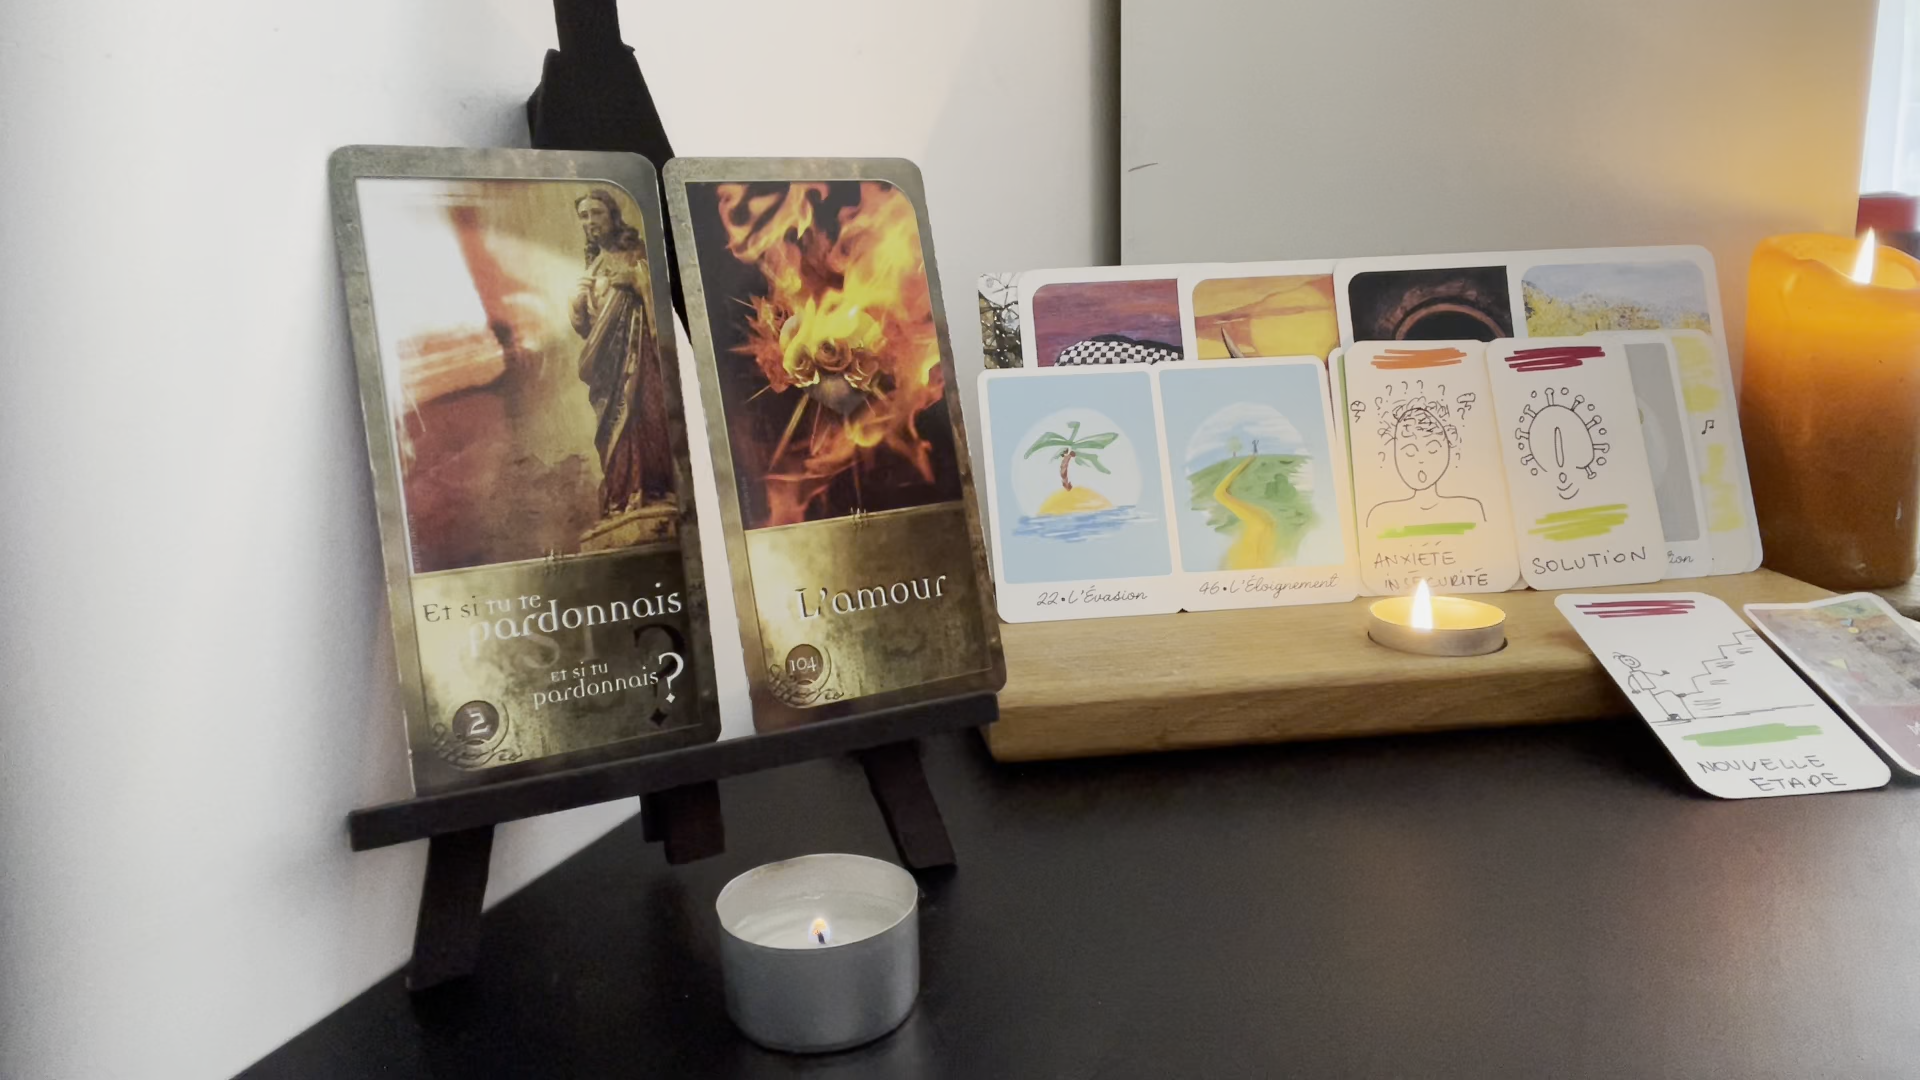 Et si tu te
pardonnais
et si tu
pardonnais?
2
L'amour
104
22•L'Évasion
46•L'Éloignement
ANXIÉTÉ
INSÉCURITÉ
SOLUTION
NOUVELLE
ETAPE